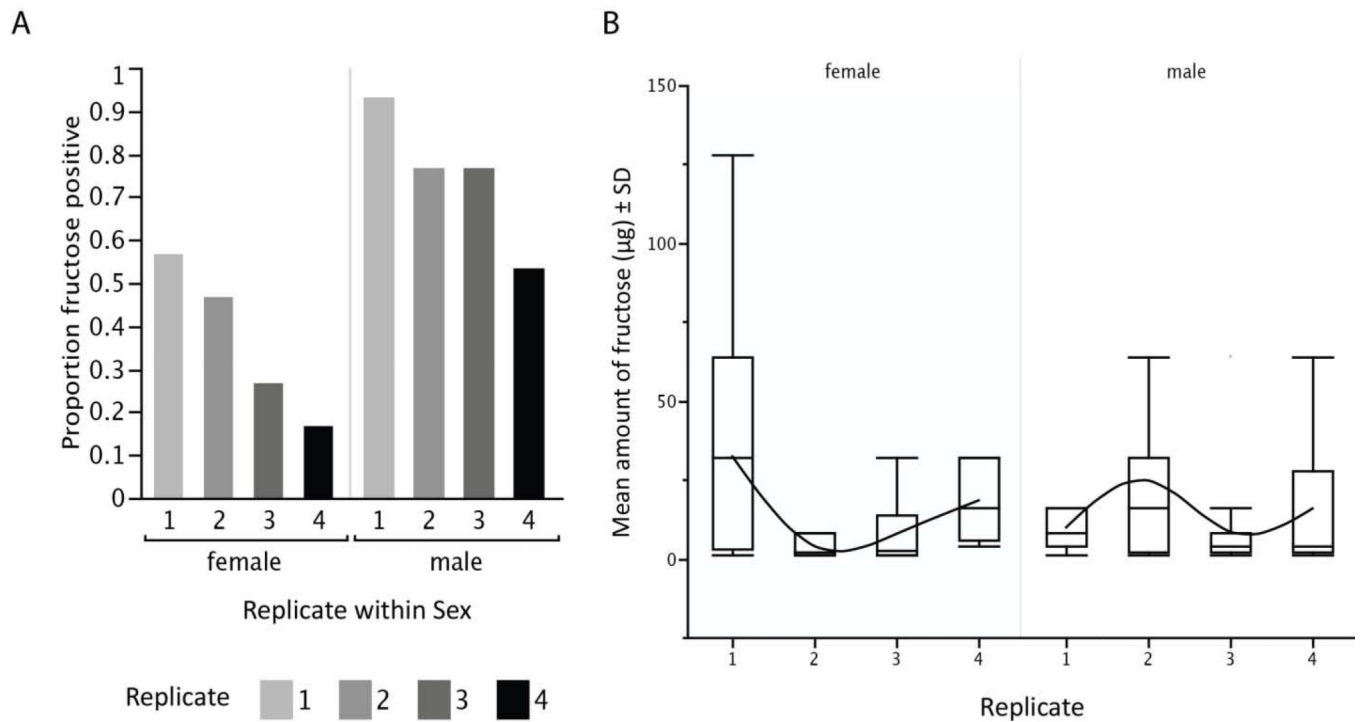 A
Proportion fructose positive
1
0.9
0.8
0.7
0.6
0.5
0.4
0.3
0.2
0.1
0
1 2 3 4 1 2 3 4
female male
Replicate within Sex
Replicate 1 2 3 4
B
female male
Mean amount of fructose (µg) ± SD
150
100
50
0
1 2 3 4 1 2 3 4
Replicate